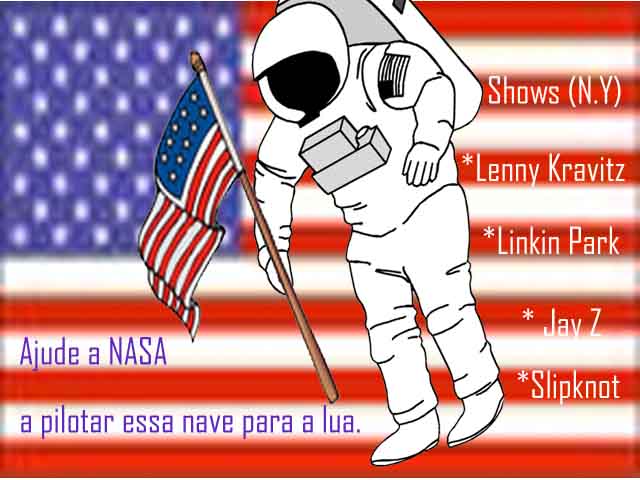 Shows (N.Y)
*Lenny Kravitz
*Linkin Park
* Jay Z
*Slipknot
Ajude a NASA
a pilotar essa nave para a lua.